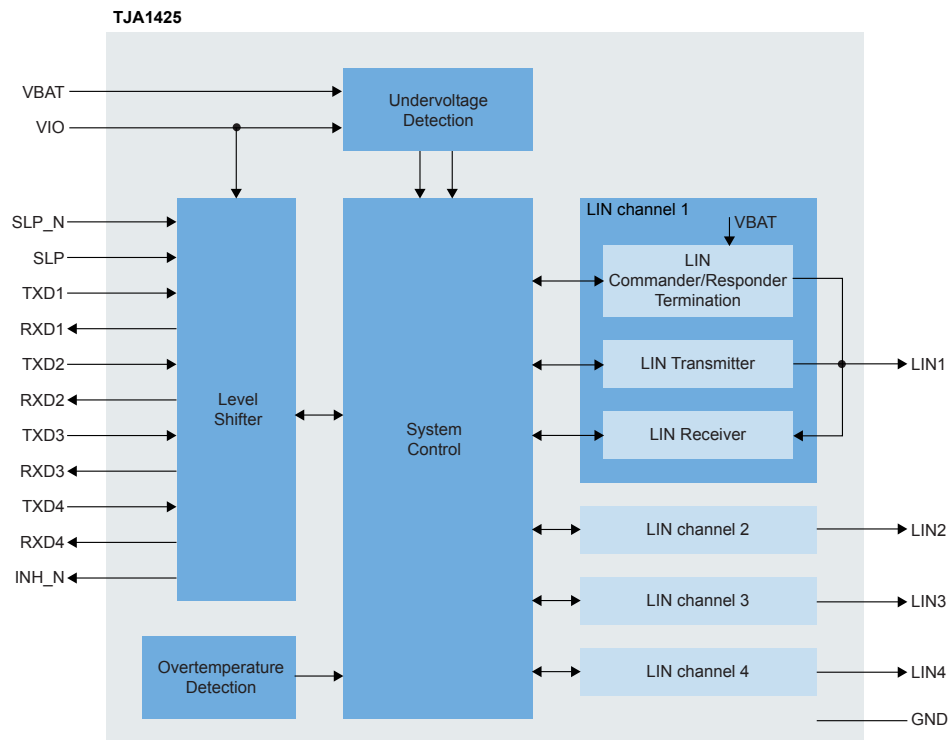 TJA1425
VBAT
VIO
Undervoltage
Detection
SLP_N
SLP
TXD1
RXD1
TXD2
RXD2
TXD3
RXD3
TXD4
RXD4
INH_N
Level
Shifter
System
Control
Overtemperature
Detection
LIN channel 1
VBAT
LIN
Commander/Responder
Termination
LIN Transmitter
LIN Receiver
LIN1
LIN channel 2
LIN2
LIN channel 3
LIN3
LIN channel 4
LIN4
GND